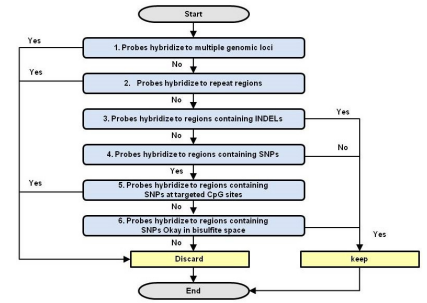 Start
Yes
1. Probes hybridize to multiple genomic loci
No
Yes
2. Probes hybridize to repeat regions
No
Yes
3. Probes hybridize to regions containing INDELs
No
4. Probes hybridize to regions containing SNPs
No
Yes
Yes
5. Probes hybridize to regions containing
SNPs at targeted CpG sites
No
6. Probes hybridize to regions containing
SNPs Okay in bisulfite space
No
Yes
Discard
keep
End